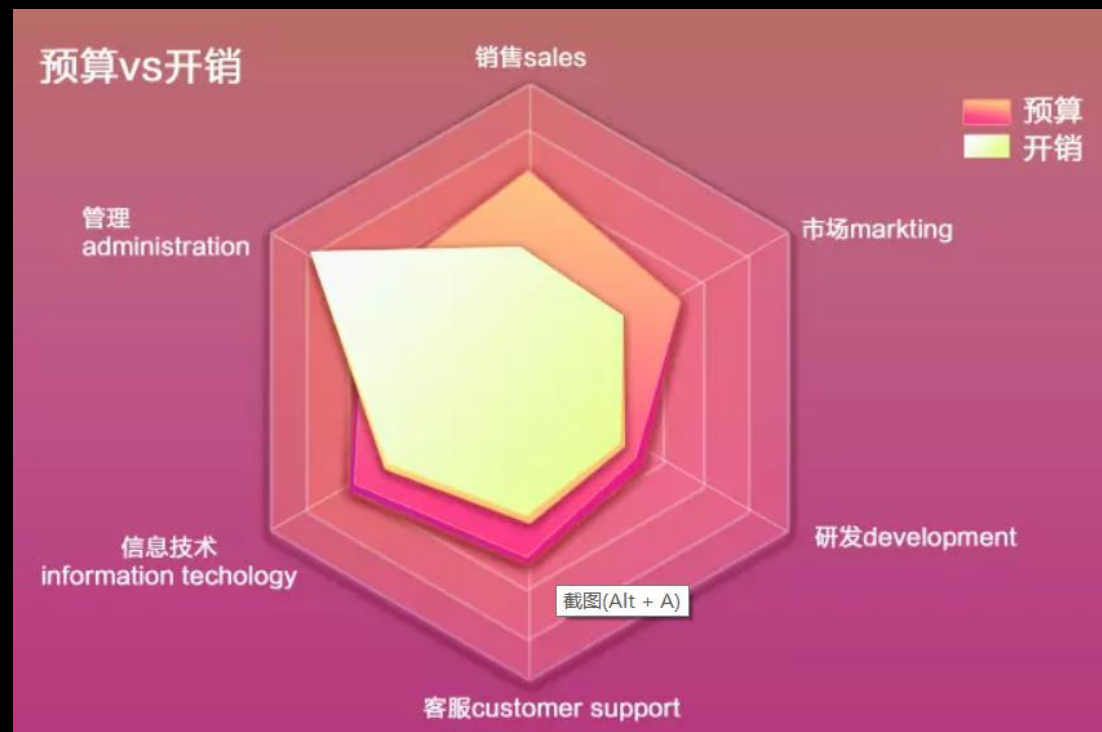 预算vs开销
销售sales
预算
开销
管理
administration
市场markting
信息技术
information techology
研发development
截图(Alt + A)
客服customer support